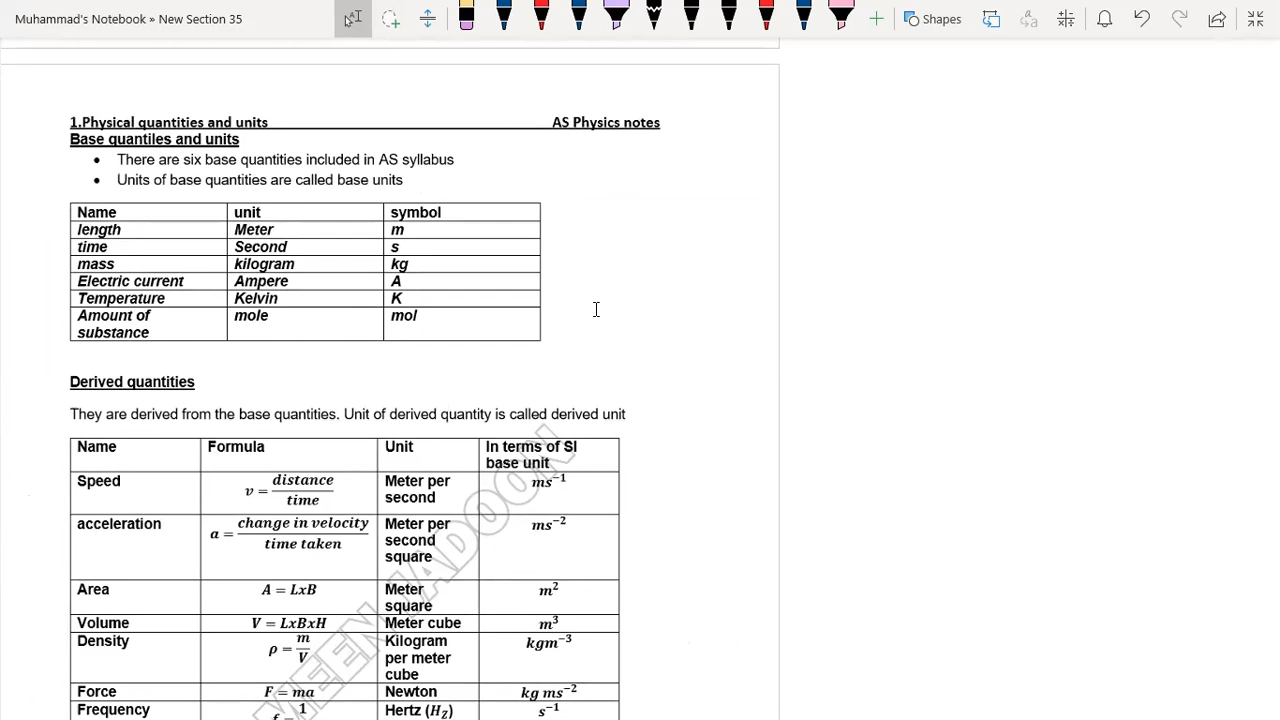 Muhammad's Notebook » New Section 35
Shapes
1.Physical quantities and units AS Physics notes
Base quantiles and units
• There are six base quantities included in AS syllabus
• Units of base quantities are called base units
Name unit symbol
length Meter m
time Second s
mass kilogram kg
Electric current Ampere A
Temperature Kelvin K
Amount of substance mole mol
Derived quantities
They are derived from the base quantities. Unit of derived quantity is called derived unit
Name Formula Unit In terms of SI base unit
Speed v = distance/time Meter per second ms⁻¹
acceleration a = change in velocity/time taken Meter per second square ms⁻²
Area A = LxB Meter square m²
Volume V = LxBxH Meter cube m³
Density ρ = m/V Kilogram per meter cube kgm⁻³
Force F = ma Newton kg ms⁻²
Frequency f = 1 Hertz (H_Z) s⁻¹
MEEN JADOON